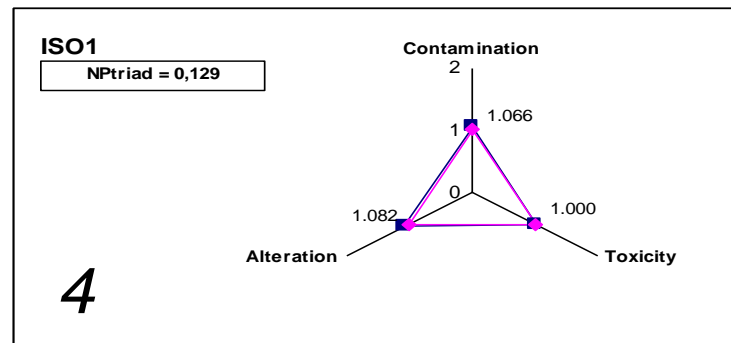 ISO1
NPtriad = 0,129
Contamination
2
1.066
1
0
1.082
1.000
Alteration
Toxicity
4